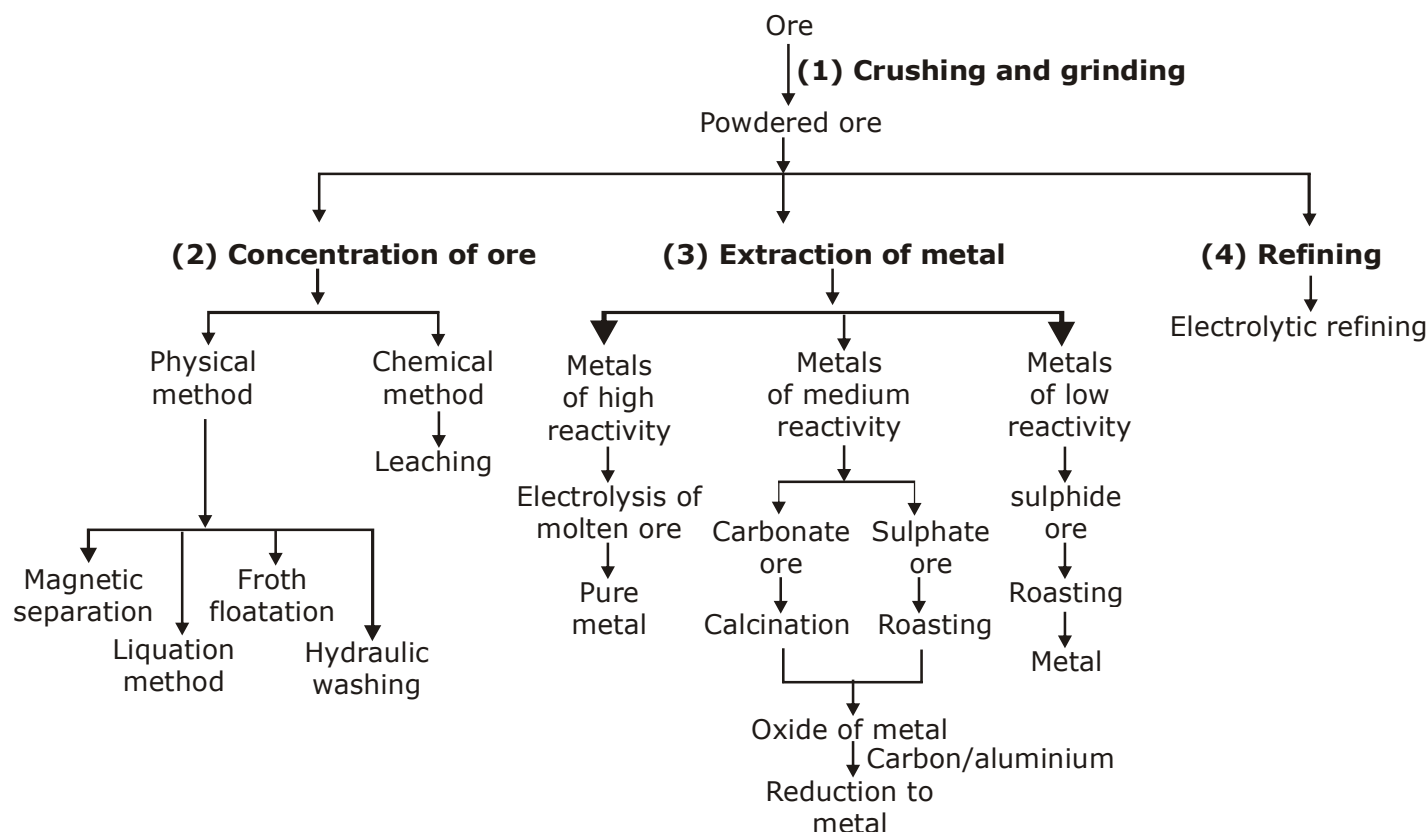 Ore
(1) Crushing and grinding
Powdered ore
(2) Concentration of ore
(3) Extraction of metal
(4) Refining
Electrolytic refining
Physical
method
Chemical
method
Leaching
Magnetic
separation
Liquation
method
Froth
floatation
Hydraulic
washing
Metals
of high
reactivity
Electrolysis of
molten ore
Pure
metal
Metals
of medium
reactivity
Carbonate
ore
Calcination
Sulphate
ore
Roasting
Oxide of metal
Carbon/aluminium
Reduction to
metal
Metals
of low
reactivity
sulphide
ore
Roasting
Metal